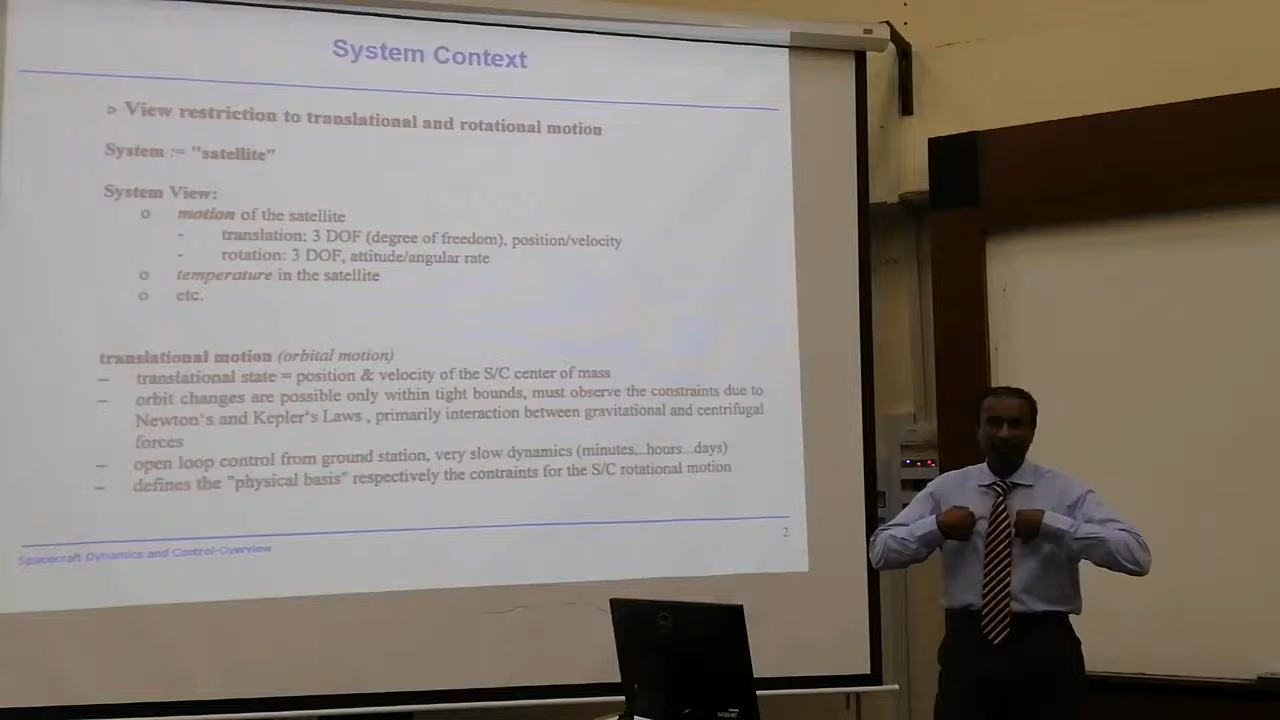 System Context
▹ View restriction to translational and rotational motion
System := "satellite"
System View:
o motion of the satellite
- translation: 3 DOF (degree of freedom), position/velocity
- rotation: 3 DOF, attitude/angular rate
o temperature in the satellite
o etc.
translational motion (orbital motion)
– translational state = position & velocity of the S/C center of mass
– orbit changes are possible only within tight bounds, must observe the constraints due to
Newton's and Kepler's Laws , primarily interaction between gravitational and centrifugal
forces
– open loop control from ground station, very slow dynamics (minutes...hours...days)
– defines the "physical basis" respectively the contraints for the S/C rotational motion
Spacecraft Dynamics and Control-Overview
2